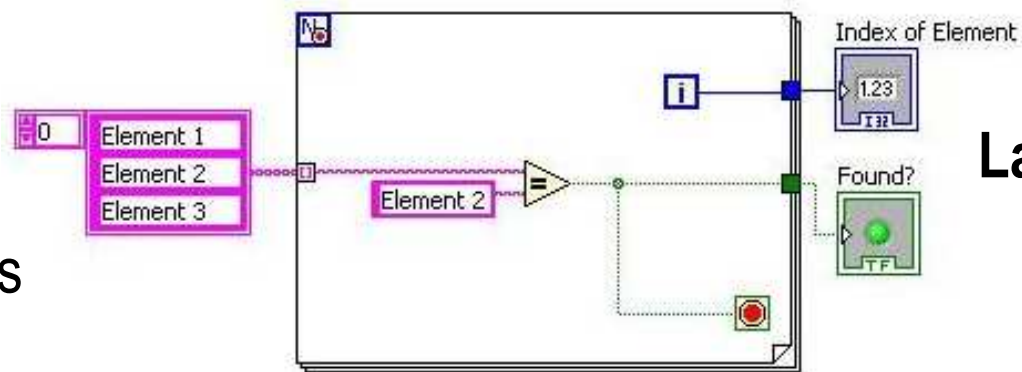 Index of Element
i
1.23
I32
0
Element 1
Element 2
Element 3
Element 2
=
La
Found?
TF
s
N